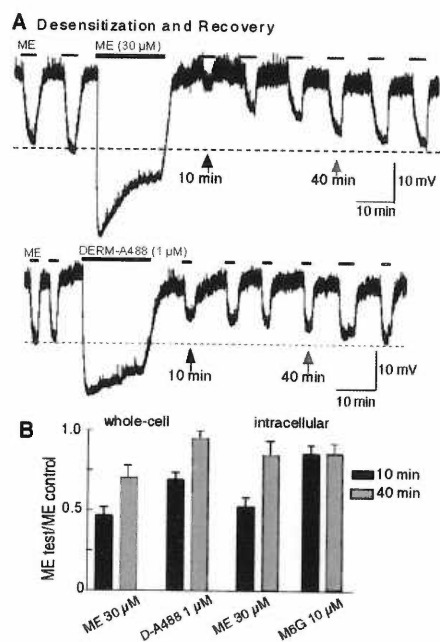 A Desensitization and Recovery
ME
ME (30 µM)
10 min
40 min
10 mV
10 min
ME
DERM-A488 (1 µM)
10 min
40 min
10 mV
10 min
B
whole-cell
intracellular
1.0
0.5
0
ME test/ME control
10 min
40 min
ME 30 µM
D-A488 1 µM
ME 30 µM
M6G 10 µM